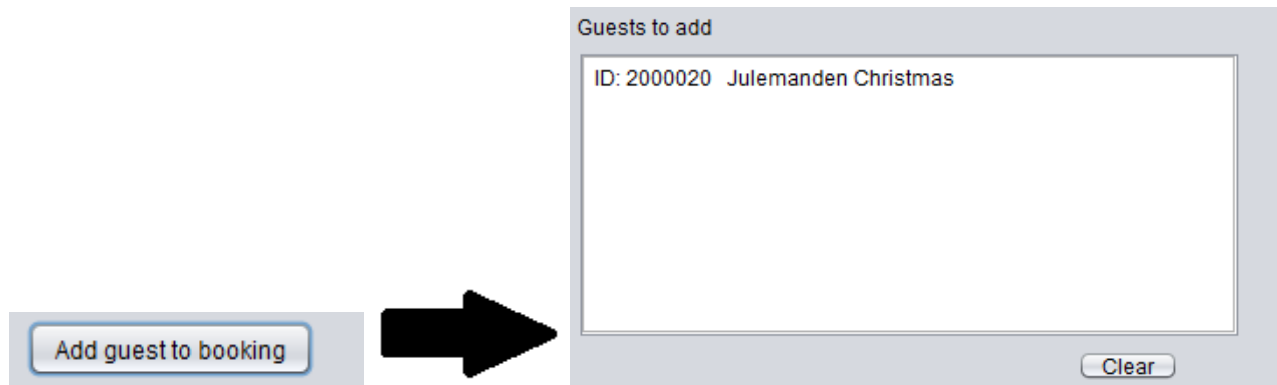 Guests to add
ID: 2000020 Julemanden Christmas
Add guest to booking
Clear